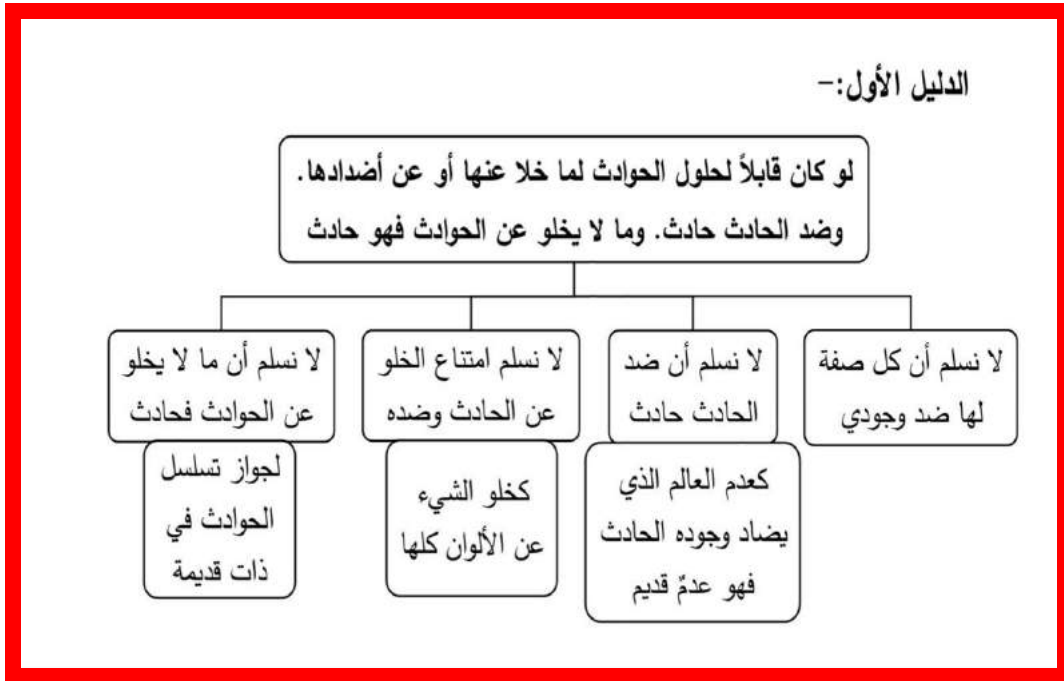 الدليل الأول:-
لو كان قابلاً لحلول الحوادث لما خلا عنها أو عن أضدادها.
وضد الحادث حادث. وما لا يخلو عن الحوادث فهو حادث
لا نسلم أن كل صفة
لها ضد وجودي
لا نسلم أن ضد
الحادث حادث
كعدم العالم الذي
يضاد وجوده الحادث
فهو عدمٌ قديم
لا نسلم امتناع الخلو
عن الحادث وضده
كخلو الشيء
عن الألوان كلها
لا نسلم أن ما لا يخلو
عن الحوادث فحادث
لجواز تسلسل
الحوادث في
ذات قديمة